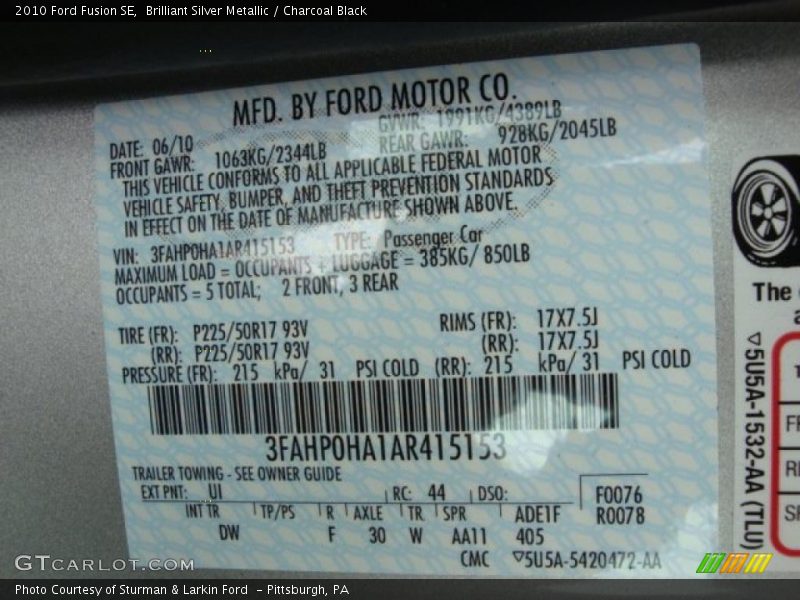 2010 Ford Fusion SE, Brilliant Silver Metallic / Charcoal Black
MFD. BY FORD MOTOR CO.
DATE: 06/10 GVWR: 1991KG/4389LB
FRONT GAWR: 1063KG/2344LB REAR GAWR: 928KG/2045LB
THIS VEHICLE CONFORMS TO ALL APPLICABLE FEDERAL MOTOR
VEHICLE SAFETY, BUMPER, AND THEFT PREVENTION STANDARDS
IN EFFECT ON THE DATE OF MANUFACTURE SHOWN ABOVE.
VIN: 3FAHP0HA1AR415153 TYPE: Passenger Car
MAXIMUM LOAD = OCCUPANTS + LUGGAGE = 385KG/ 850LB
OCCUPANTS = 5 TOTAL; 2 FRONT, 3 REAR
TIRE (FR): P225/50R17 93V RIMS (FR): 17X7.5J
(RR): P225/50R17 93V (RR): 17X7.5J
PRESSURE (FR): 215 kPa/ 31 PSI COLD (RR): 215 kPa/ 31 PSI COLD
3FAHP0HA1AR415153
TRAILER TOWING - SEE OWNER GUIDE
EXT PNT: UI RC: 44 DSO: F0076
INT TR TP/PS R AXLE TR SPR ADE1F R0078
DW F 30 W AA11 405
CMC ▽5U5A-5420472-AA
The
▽5U5A-1532-AA (TLU)
GTCARLOT.COM
Photo Courtesy of Sturman & Larkin Ford - Pittsburgh, PA